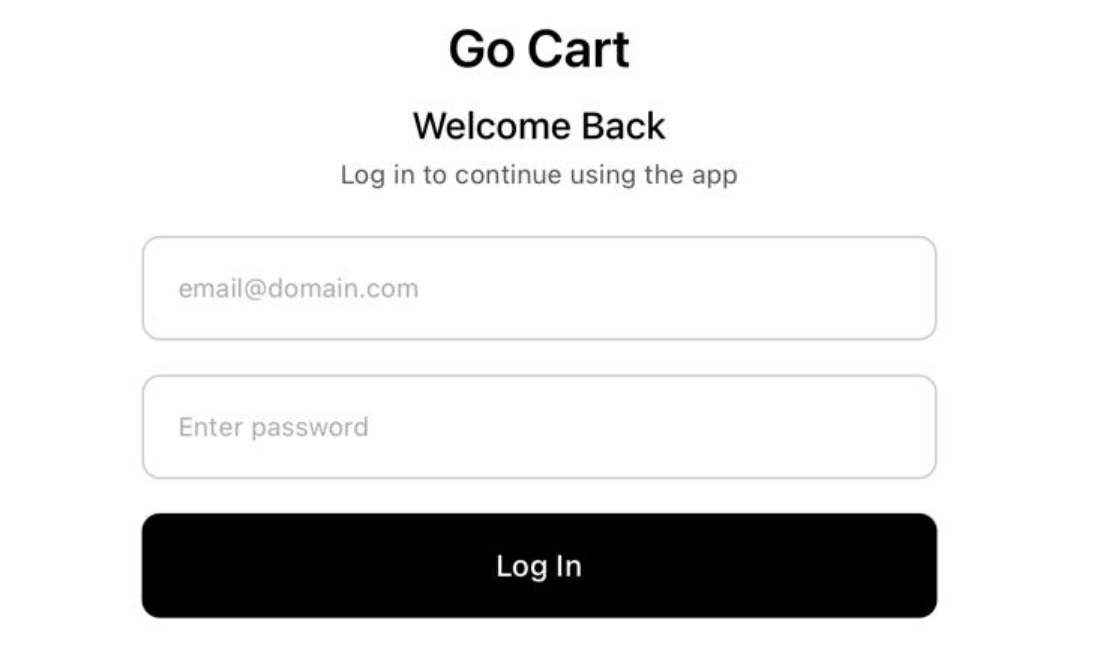 Go Cart
Welcome Back
Log in to continue using the app
email@domain.com
Enter password
Log In